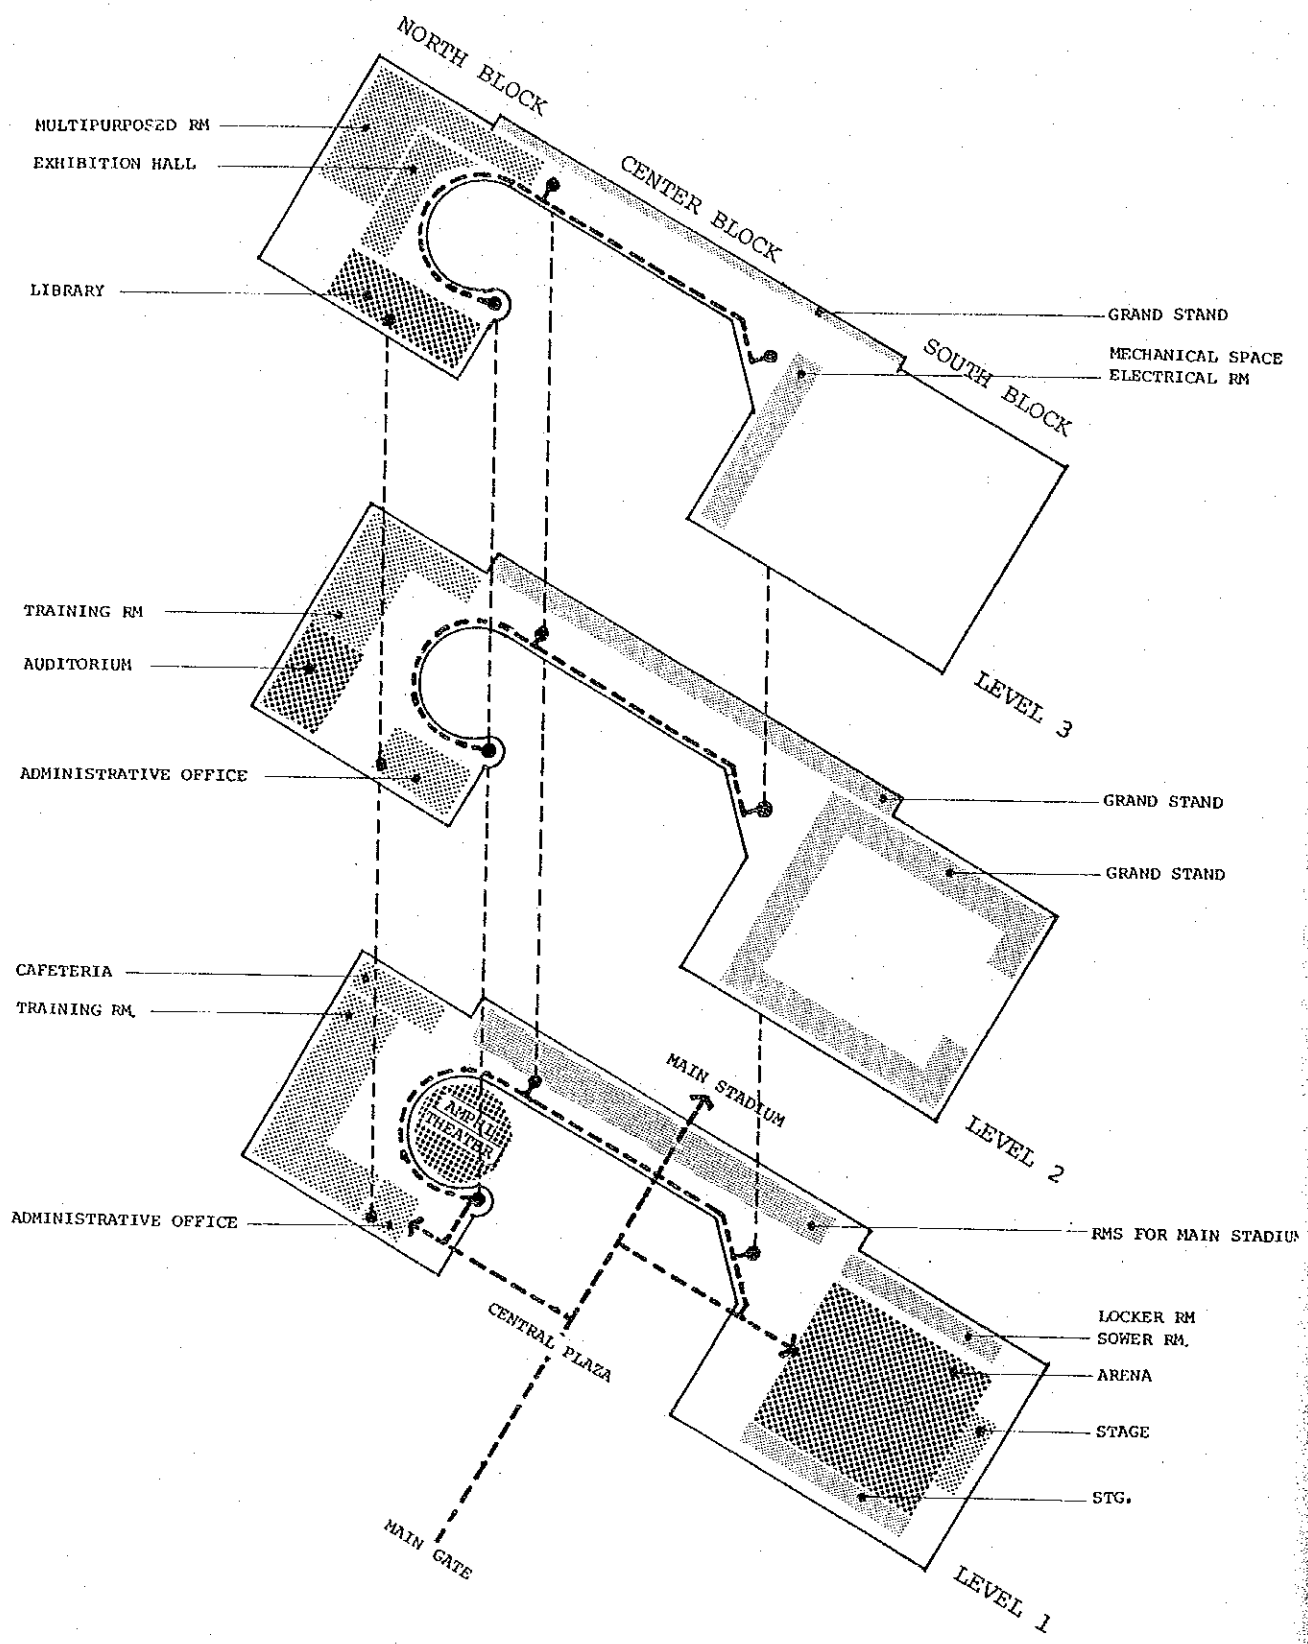 NORTH BLOCK
MULTIPURPOSED RM
EXHIBITION HALL
CENTER BLOCK
LIBRARY
GRAND STAND
SOUTH BLOCK
MECHANICAL SPACE
ELECTRICAL RM
LEVEL 3
TRAINING RM
AUDITORIUM
ADMINISTRATIVE OFFICE
GRAND STAND
GRAND STAND
LEVEL 2
CAFETERIA
TRAINING RM.
MAIN STADIUM
AMPHI
THEATER
ADMINISTRATIVE OFFICE
RMS FOR MAIN STADIUM
CENTRAL PLAZA
LOCKER RM
SOWER RM.
ARENA
STAGE
STG.
MAIN GATE
LEVEL 1